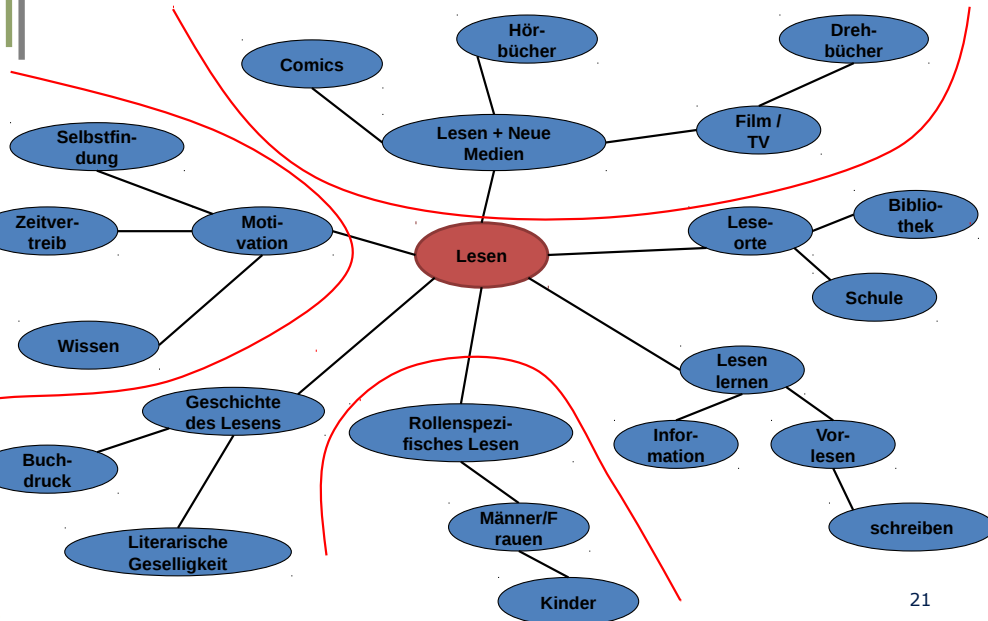 Hör-
bücher
Dreh-
bücher
Comics
Lesen + Neue
Medien
Film /
TV
Selbstfin-
dung
Zeitver-
treib
Moti-
vation
Wissen
Lesen
Lese-
orte
Biblio-
thek
Schule
Lesen
lernen
Infor-
mation
Vor-
lesen
schreiben
Geschichte
des Lesens
Buch-
druck
Literarische
Geselligkeit
Rollenspezi-
fisches Lesen
Männer/F
rauen
Kinder
21